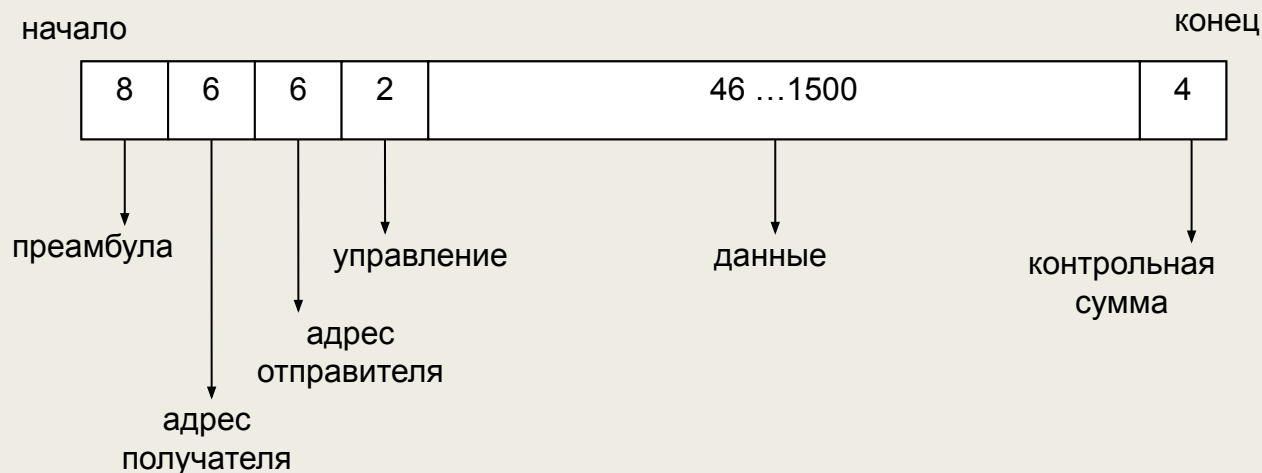 начало
конец
8
6
6
2
46 ...1500
4
преамбула
управление
данные
контрольная
сумма
адрес
отправителя
адрес
получателя